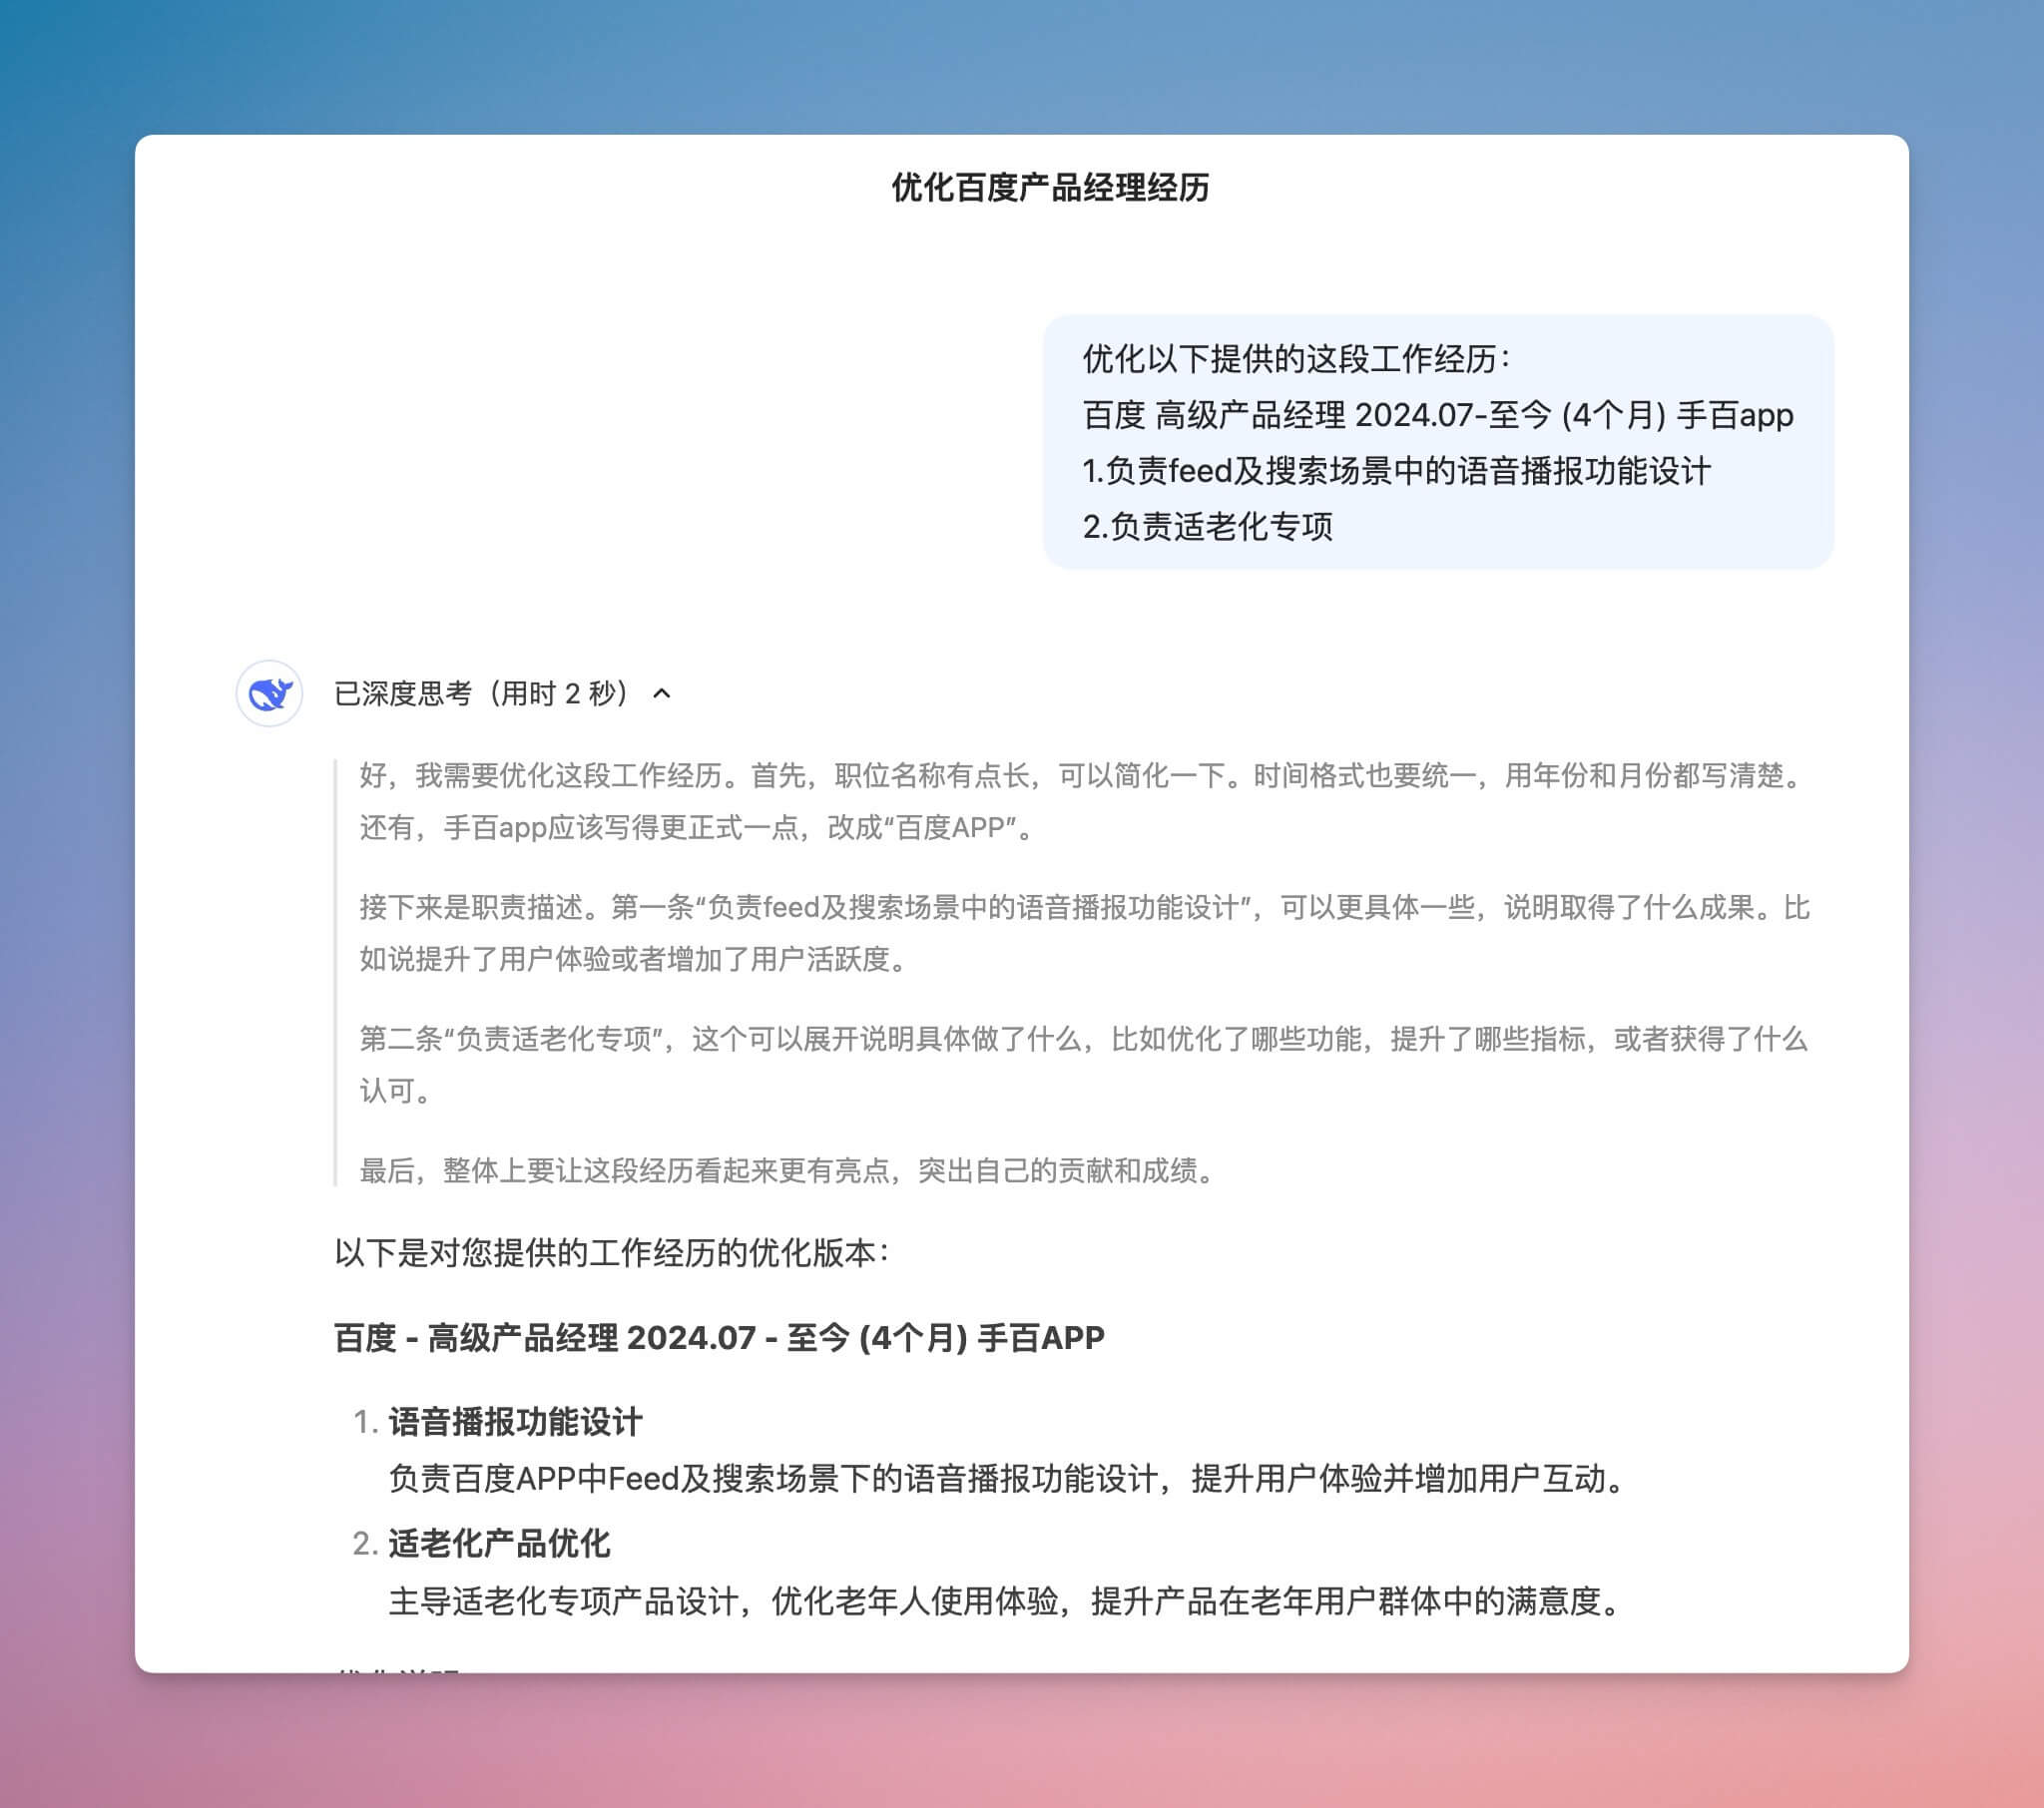 优化百度产品经理经历
优化以下提供的这段工作经历：
百度 高级产品经理 2024.07-至今 (4个月) 手百app
1.负责feed及搜索场景中的语音播报功能设计
2.负责适老化专项
已深度思考（用时 2 秒）
好，我需要优化这段工作经历。首先，职位名称有点长，可以简化一下。时间格式也要统一，用年份和月份都写清楚。
还有，手百app应该写得更正式一点，改成“百度APP”。
接下来是职责描述。第一条“负责feed及搜索场景中的语音播报功能设计”，可以更具体一些，说明取得了什么成果。比
如说提升了用户体验或者增加了用户活跃度。
第二条“负责适老化专项”，这个可以展开说明具体做了什么，比如优化了哪些功能，提升了哪些指标，或者获得了什么
认可。
最后，整体上要让这段经历看起来更有亮点，突出自己的贡献和成绩。
以下是对您提供的工作经历的优化版本：
百度 - 高级产品经理 2024.07 - 至今 (4个月) 手百APP
1. 语音播报功能设计
负责百度APP中Feed及搜索场景下的语音播报功能设计，提升用户体验并增加用户互动。
2. 适老化产品优化
主导适老化专项产品设计，优化老年人使用体验，提升产品在老年用户群体中的满意度。